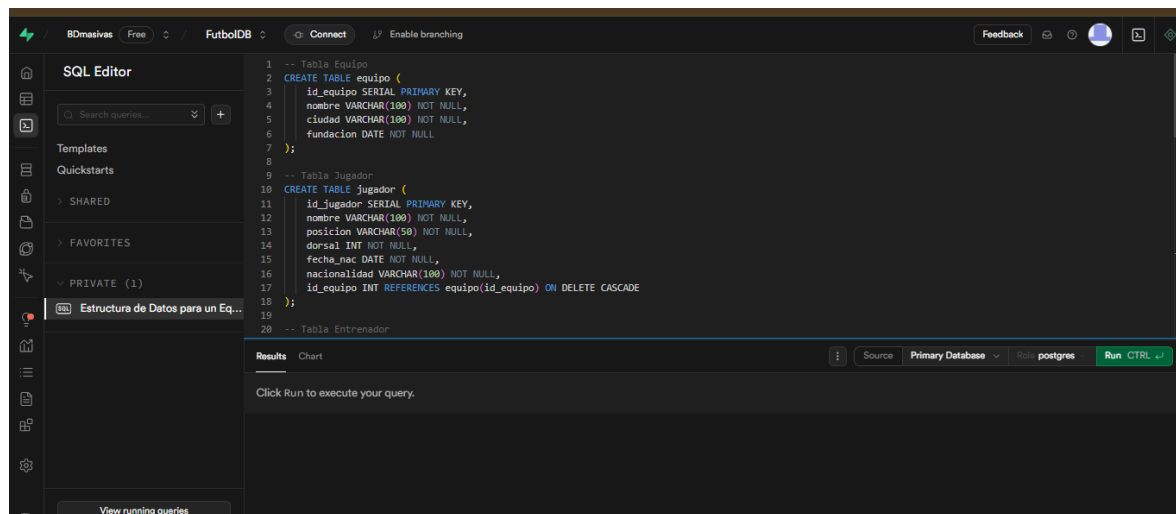 BDmasivas Free / FutbolDB Connect Enable branching Feedback
SQL Editor
Search queries...
Templates
Quickstarts
SHARED
FAVORITES
PRIVATE (1)
SQL Estructura de Datos para un Eq...
View running queries
1 -- Tabla Equipo
2 CREATE TABLE equipo (
3 id_equipo SERIAL PRIMARY KEY,
4 nombre VARCHAR(100) NOT NULL,
5 ciudad VARCHAR(100) NOT NULL,
6 fundacion DATE NOT NULL
7 );
8
9 -- Tabla Jugador
10 CREATE TABLE jugador (
11 id_jugador SERIAL PRIMARY KEY,
12 nombre VARCHAR(100) NOT NULL,
13 posicion VARCHAR(50) NOT NULL,
14 dorsal INT NOT NULL,
15 fecha_nac DATE NOT NULL,
16 nacionalidad VARCHAR(100) NOT NULL,
17 id_equipo INT REFERENCES equipo(id_equipo) ON DELETE CASCADE
18 );
19
20 -- Tabla Entrenador
Results Chart Source Primary Database Role postgres Run CTRL ↵
Click Run to execute your query.